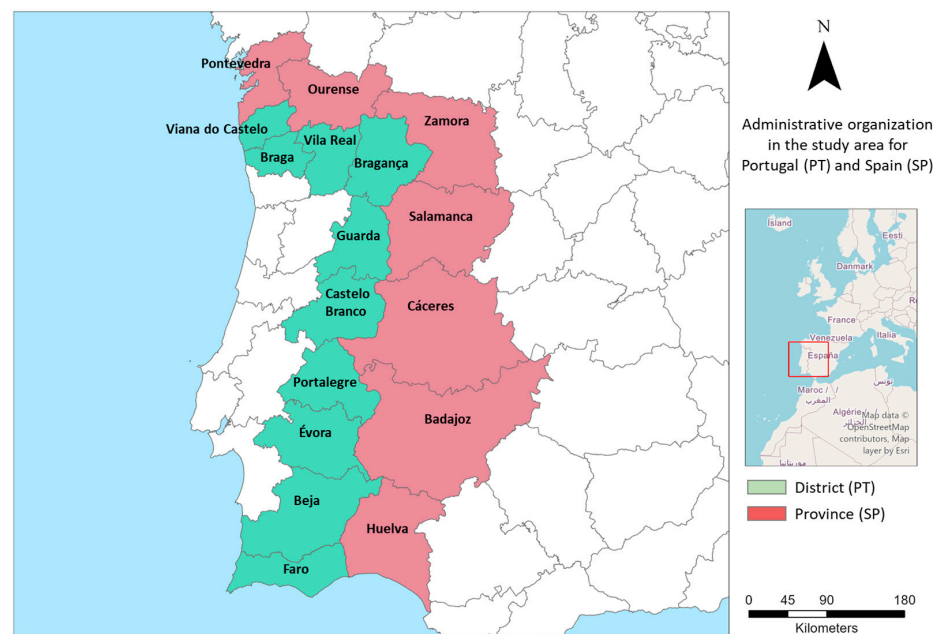 Pontevedra
Ourense
Viana do Castelo
Vila Real
Zamora
Braga
Bragança
Salamanca
Guarda
Castelo
Branco
Cáceres
Portalegre
Badajoz
Évora
Beja
Huelva
Faro
N
Administrative organization
in the study area for
Portugal (PT) and Spain (SP)
Ísland
Eesti
Danmark
France
Venezuela
Italia
España
تونس
Maroc /
المغرب
Algérie /
الجزائر
Map data ©
OpenStreetMap
contributors, Map
layer by Esri
موريتانيا
District (PT)
Province (SP)
0 45 90 180
Kilometers